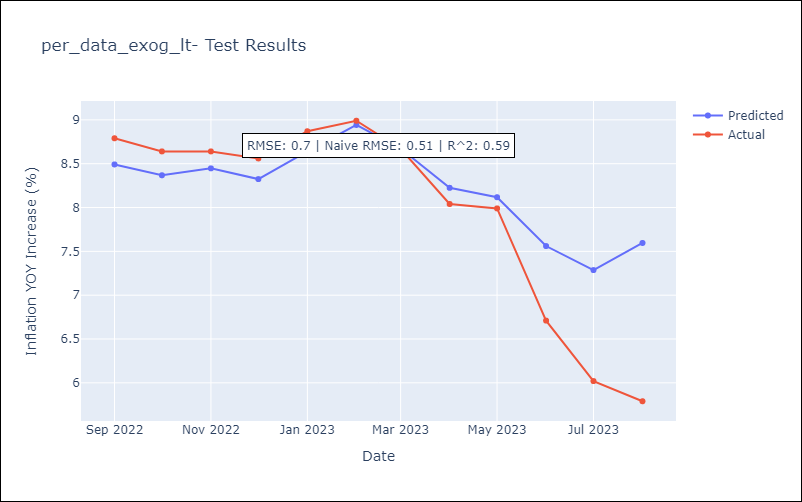 per_data_exog_lt- Test Results
Predicted
Actual
RMSE: 0.7 | Naive RMSE: 0.51 | R^2: 0.59
9
8.5
8
7.5
7
6.5
6
Inflation YOY Increase (%)
Sep 2022 Nov 2022 Jan 2023 Mar 2023 May 2023 Jul 2023
Date